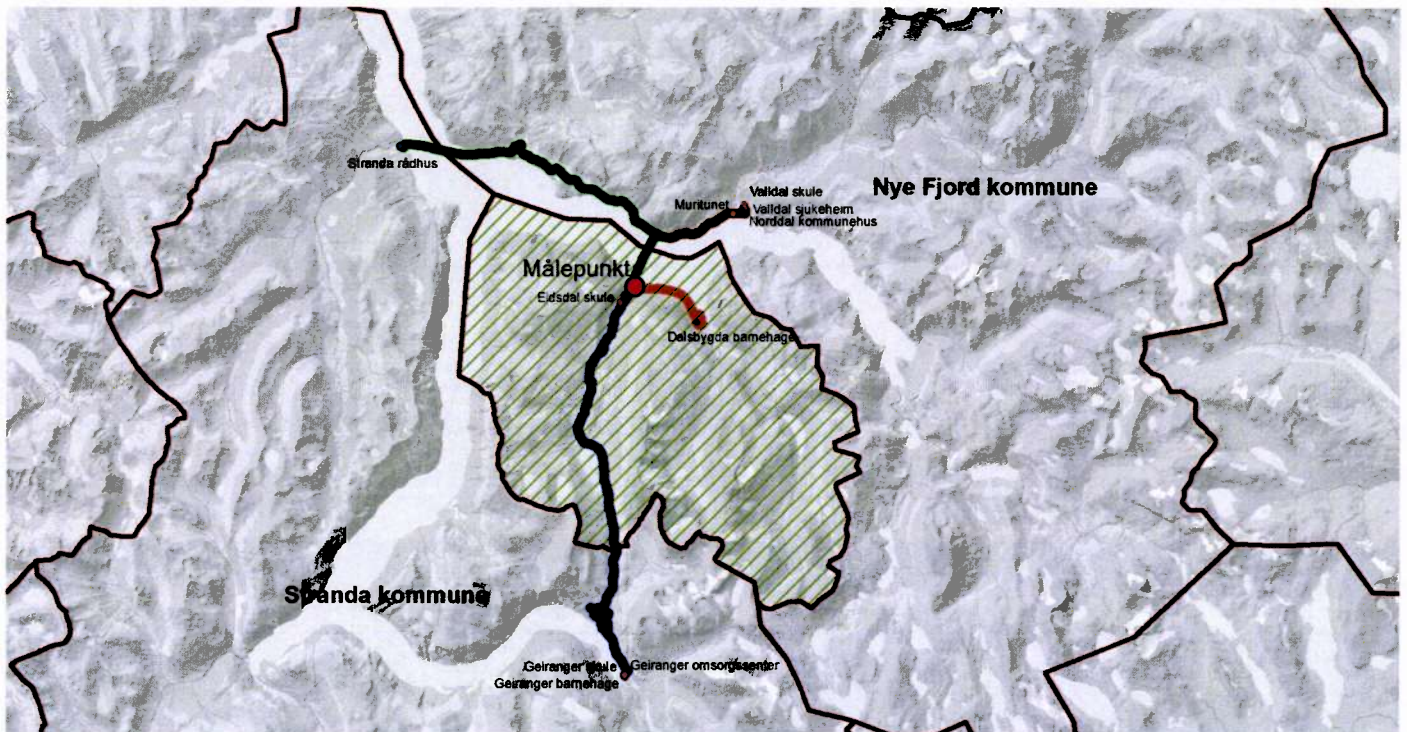 Stranda rådhus
Valldal skule
Nye Fjord kommune
Muritunet
Valldal sjukeheim
Norddal kommunehus
Målepunkt
Eidsdal skule
Dalsbygda barnehage
Stranda kommune
Geiranger skule
Geiranger omsorgssenter
Geiranger barnehage